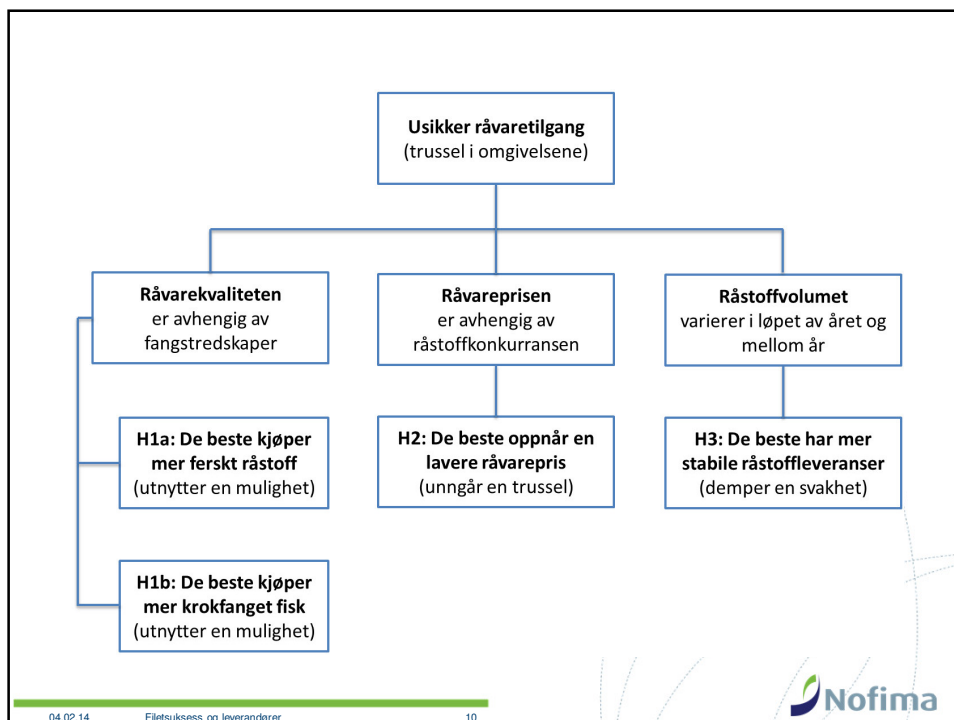 Usikker råvaretilgang
(trussel i omgivelsene)
Råvarekvaliteten
er avhengig av
fangstredskaper
Råvareprisen
er avhengig av
råstoffkonkurransen
Råstoffvolumet
varierer i løpet av året og
mellom år
H1a: De beste kjøper
mer ferskt råstoff
(utnytter en mulighet)
H2: De beste oppnår en
lavere råvarepris
(unngår en trussel)
H3: De beste har mer
stabile råstoffleveranser
(demper en svakhet)
H1b: De beste kjøper
mer krokfanget fisk
(utnytter en mulighet)
Nofima
04.02.14 Filetsuksess og leverandører 10